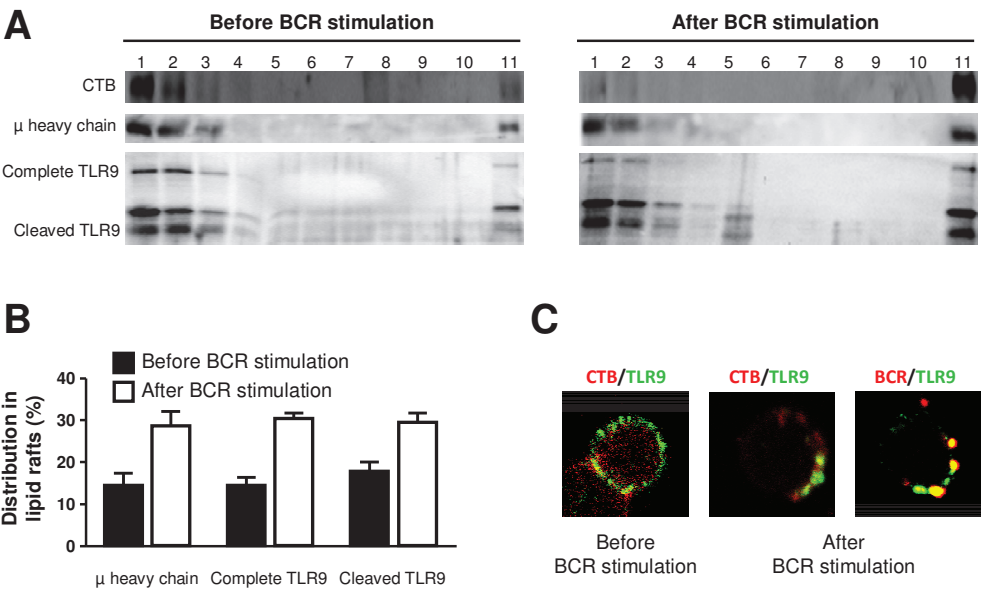 A
Before BCR stimulation
After BCR stimulation
1 2 3 4 5 6 7 8 9 10 11
1 2 3 4 5 6 7 8 9 10 11
CTB
μ heavy chain
Complete TLR9
Cleaved TLR9
B
Before BCR stimulation
After BCR stimulation
Distribution in
lipid rafts (%)
40
30
20
10
0
μ heavy chain Complete TLR9 Cleaved TLR9
C
CTB/TLR9 CTB/TLR9 BCR/TLR9
Before
BCR stimulation
After
BCR stimulation